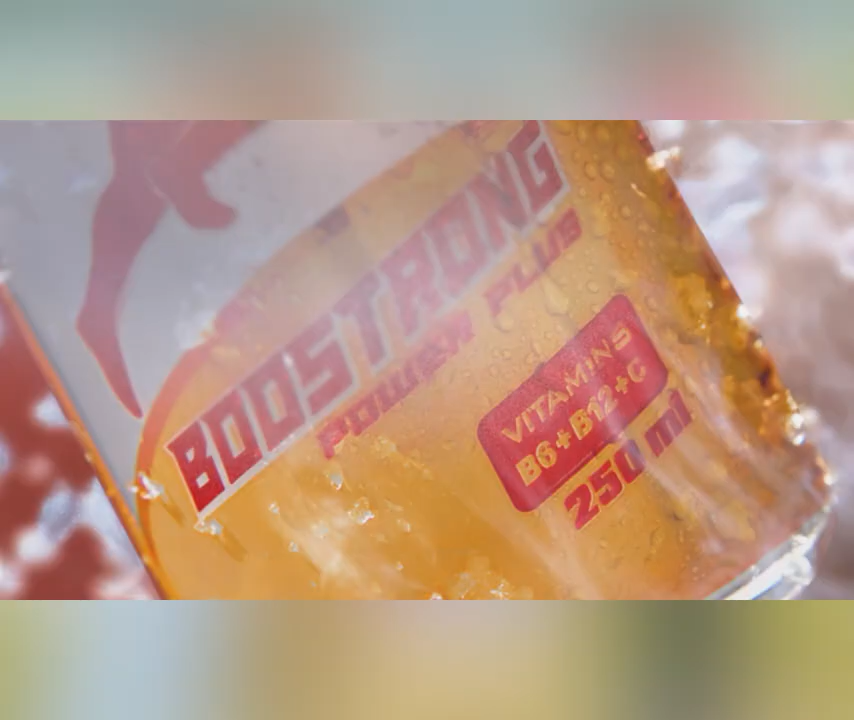 BOOSTRONG
POWER PLUS
VITAMINS
B6+B12+C
250 ml